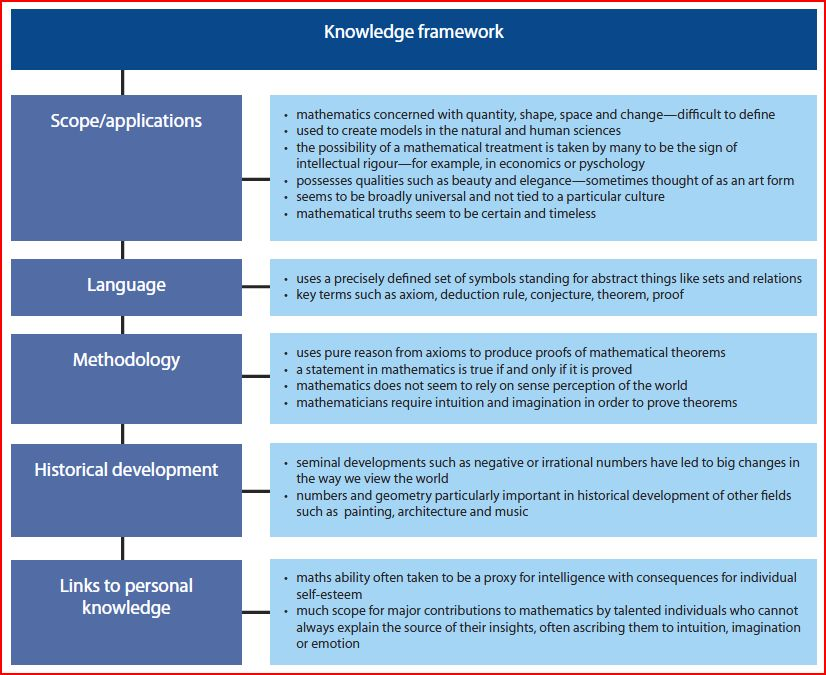 Knowledge framework
Scope/applications
• mathematics concerned with quantity, shape, space and change—difficult to define
• used to create models in the natural and human sciences
• the possibility of a mathematical treatment is taken by many to be the sign of
intellectual rigour—for example, in economics or pyschology
• possesses qualities such as beauty and elegance—sometimes thought of as an art form
• seems to be broadly universal and not tied to a particular culture
• mathematical truths seem to be certain and timeless
Language
• uses a precisely defined set of symbols standing for abstract things like sets and relations
• key terms such as axiom, deduction rule, conjecture, theorem, proof
Methodology
• uses pure reason from axioms to produce proofs of mathematical theorems
• a statement in mathematics is true if and only if it is proved
• mathematics does not seem to rely on sense perception of the world
• mathematicians require intuition and imagination in order to prove theorems
Historical development
• seminal developments such as negative or irrational numbers have led to big changes in
the way we view the world
• numbers and geometry particularly important in historical development of other fields
such as painting, architecture and music
Links to personal
knowledge
• maths ability often taken to be a proxy for intelligence with consequences for individual
self-esteem
• much scope for major contributions to mathematics by talented individuals who cannot
always explain the source of their insights, often ascribing them to intuition, imagination
or emotion